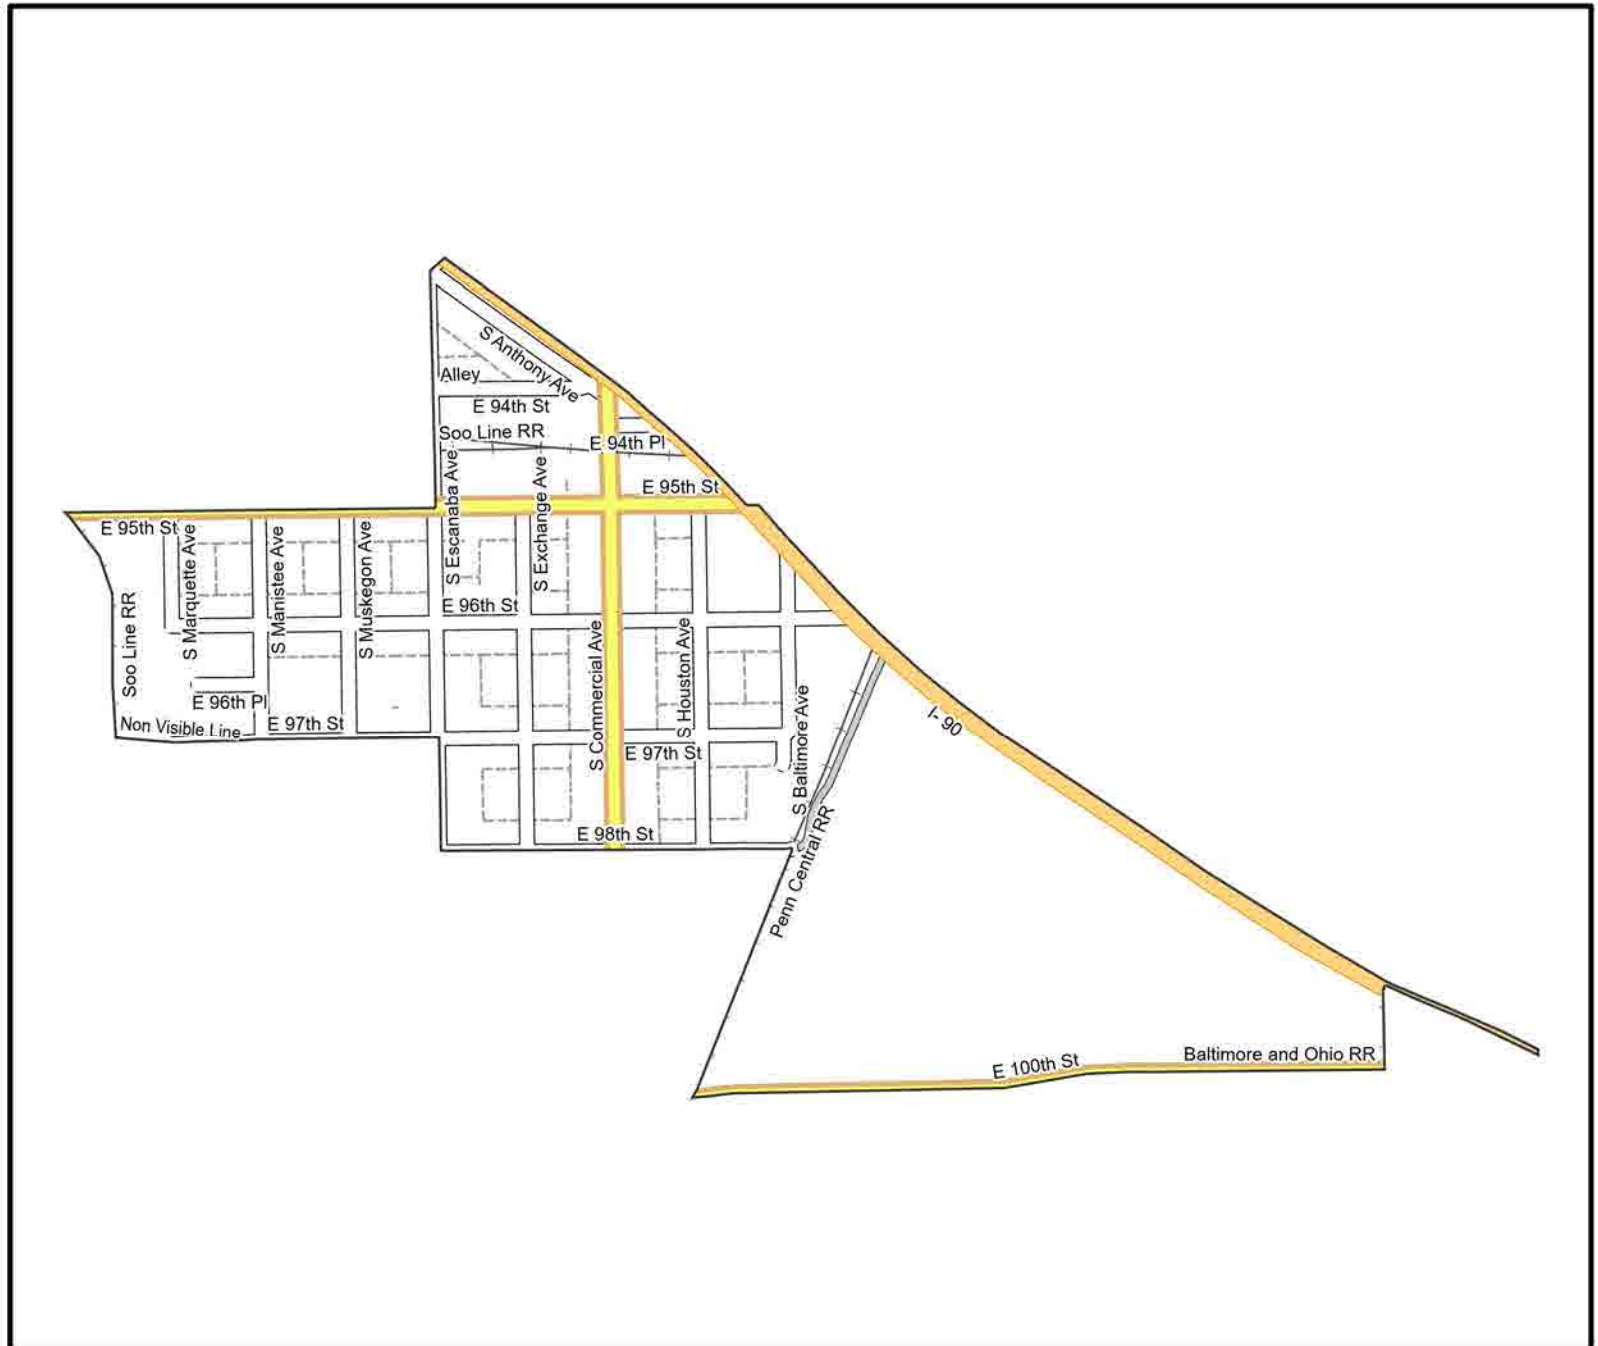 S Anthony Ave
Alley
E 94th St
Soo Line RR
E 94th Pl
E 95th St
E 95th St
S Marquette Ave
S Manistee Ave
S Muskegon Ave
S Escanaba Ave
S Exchange Ave
E 96th St
Soo Line RR
S Commercial Ave
S Houston Ave
S Baltimore Ave
E 96th Pl
Non Visible Line
E 97th St
E 97th St
I- 90
E 98th St
Penn Central RR
E 100th St
Baltimore and Ohio RR